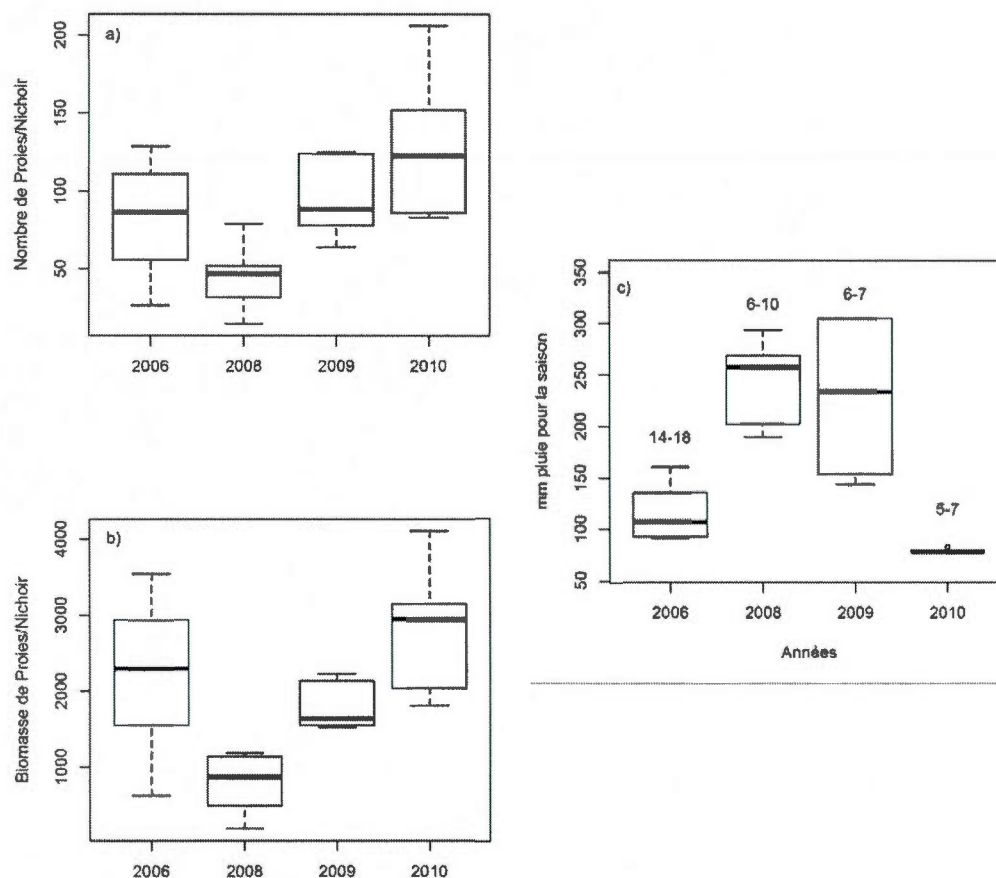 a)
Nombre de Proies/Nichoir
200
150
100
50
2006 2008 2009 2010
b)
Biomasse de Proies/Nichoir
4000
3000
2000
1000
2006 2008 2009 2010
c)
mm pluie pour la saison
350
300
250
200
150
100
50
14-18
6-10
6-7
5-7
2006 2008 2009 2010
Années